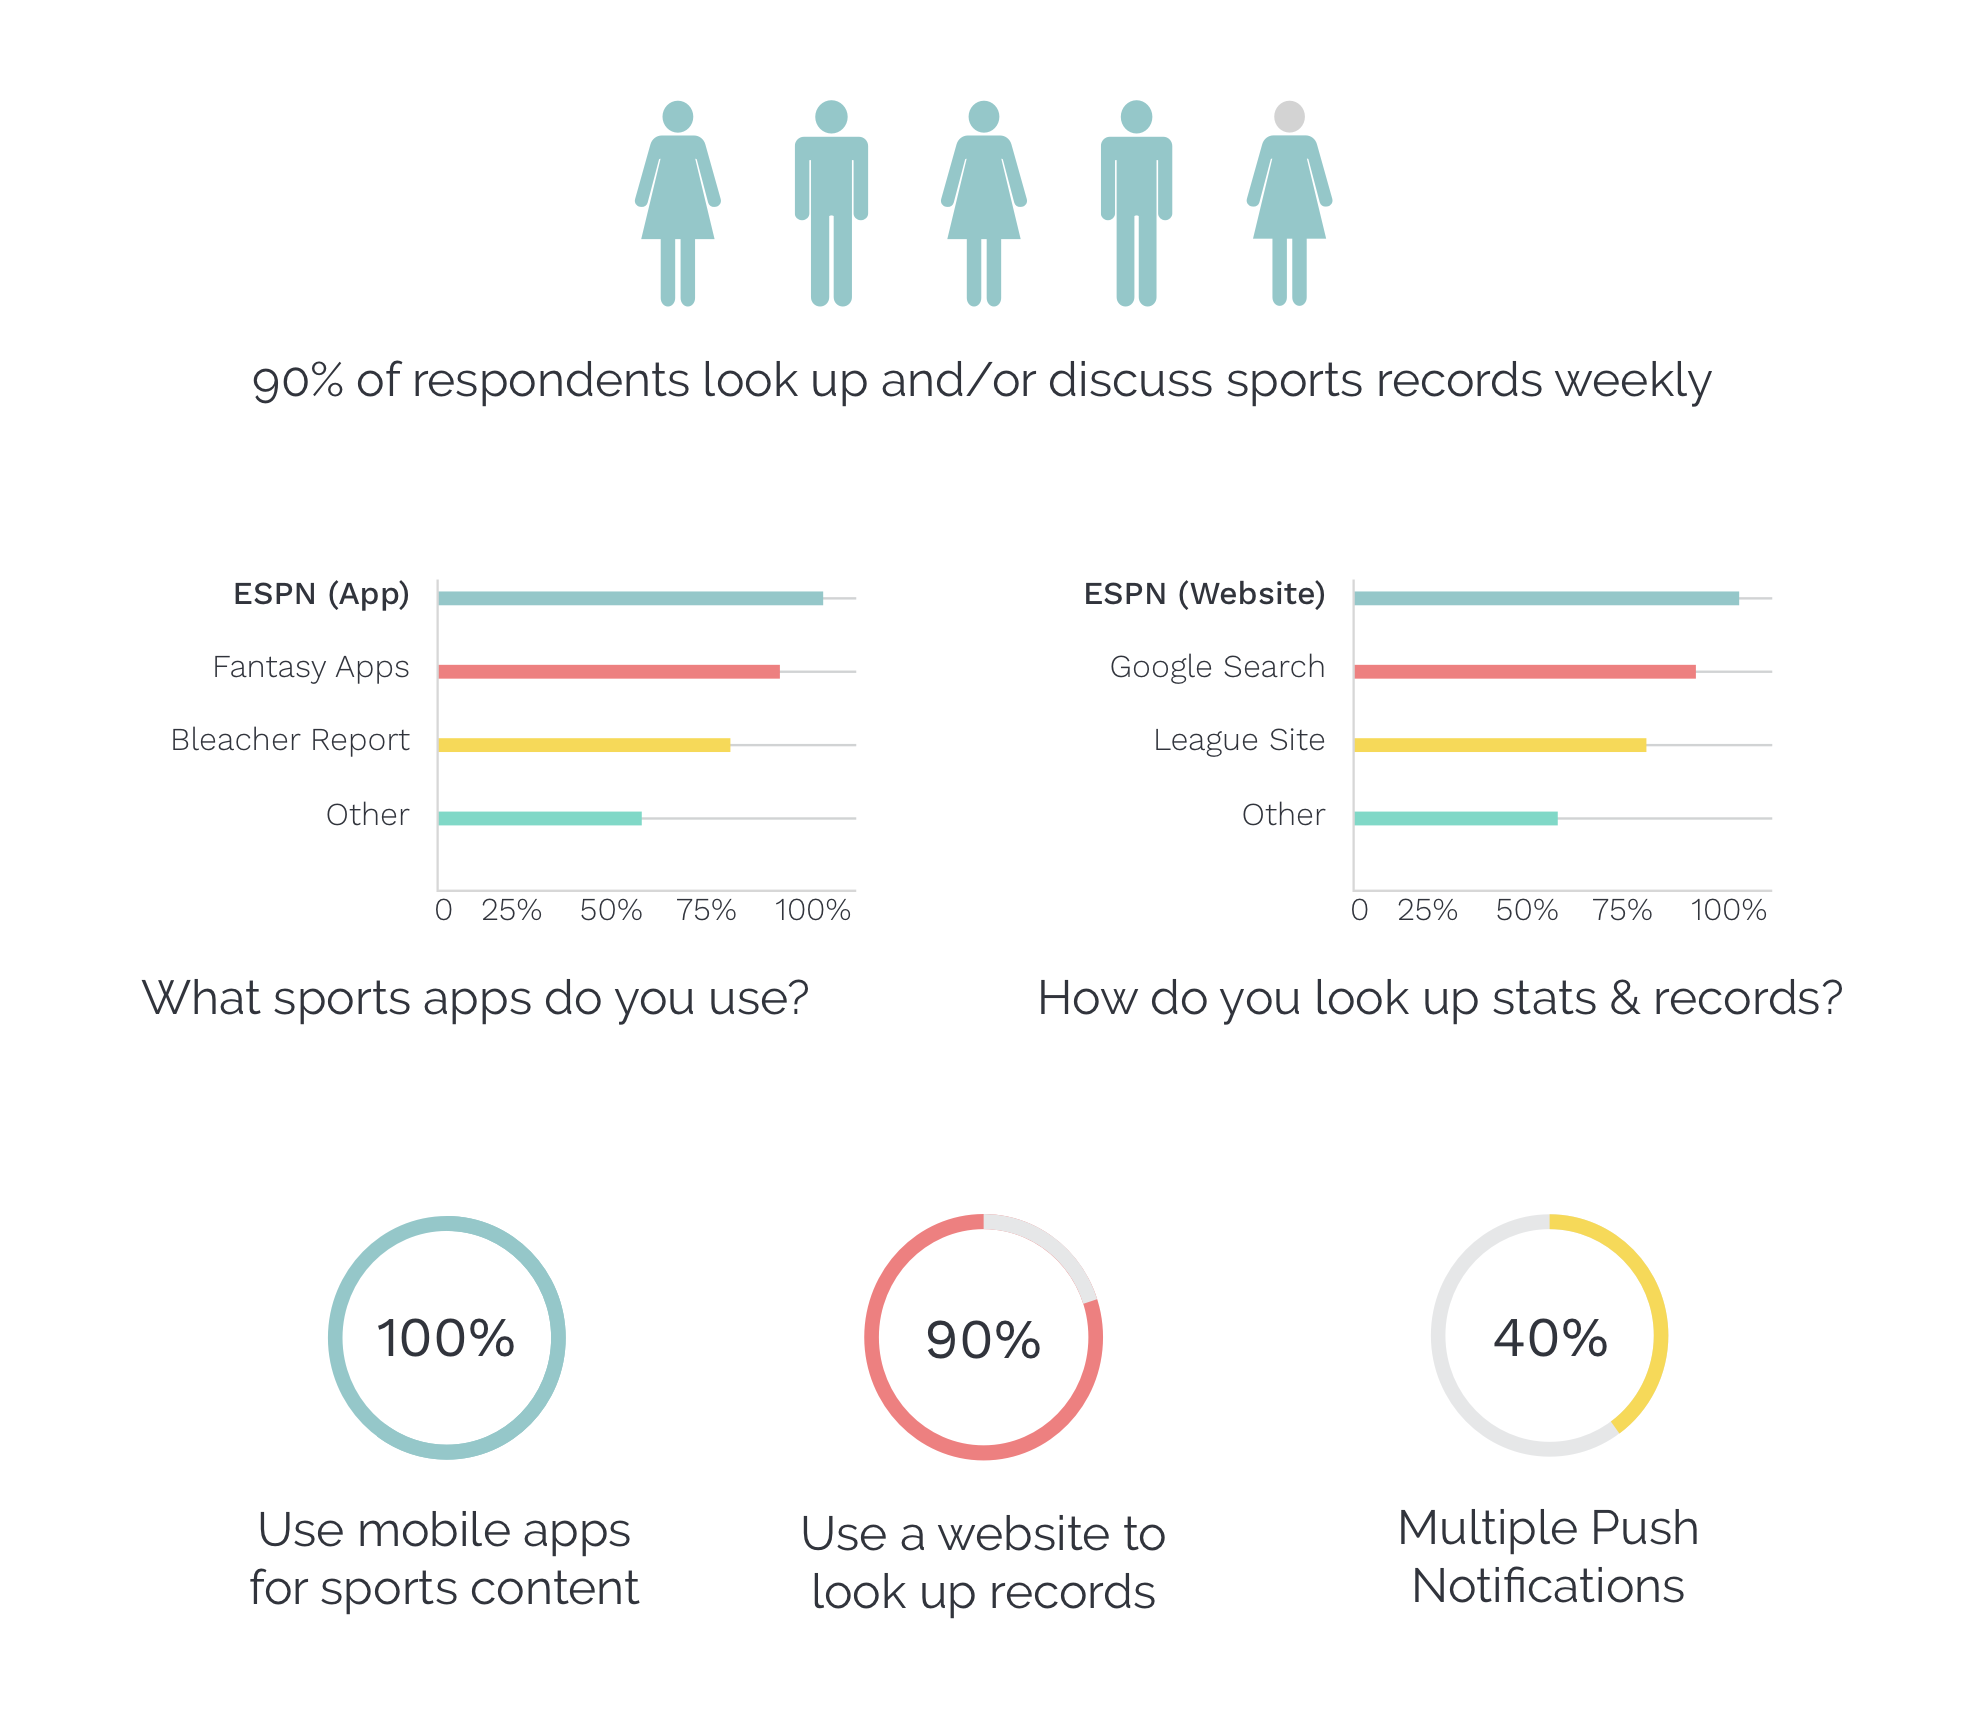 90% of respondents look up and/or discuss sports records weekly
ESPN (App)
Fantasy Apps
Bleacher Report
Other
0 25% 50% 75% 100%
What sports apps do you use?
ESPN (Website)
Google Search
League Site
Other
0 25% 50% 75% 100%
How do you look up stats & records?
100%
Use mobile apps
for sports content
90%
Use a website to
look up records
40%
Multiple Push
Notifications